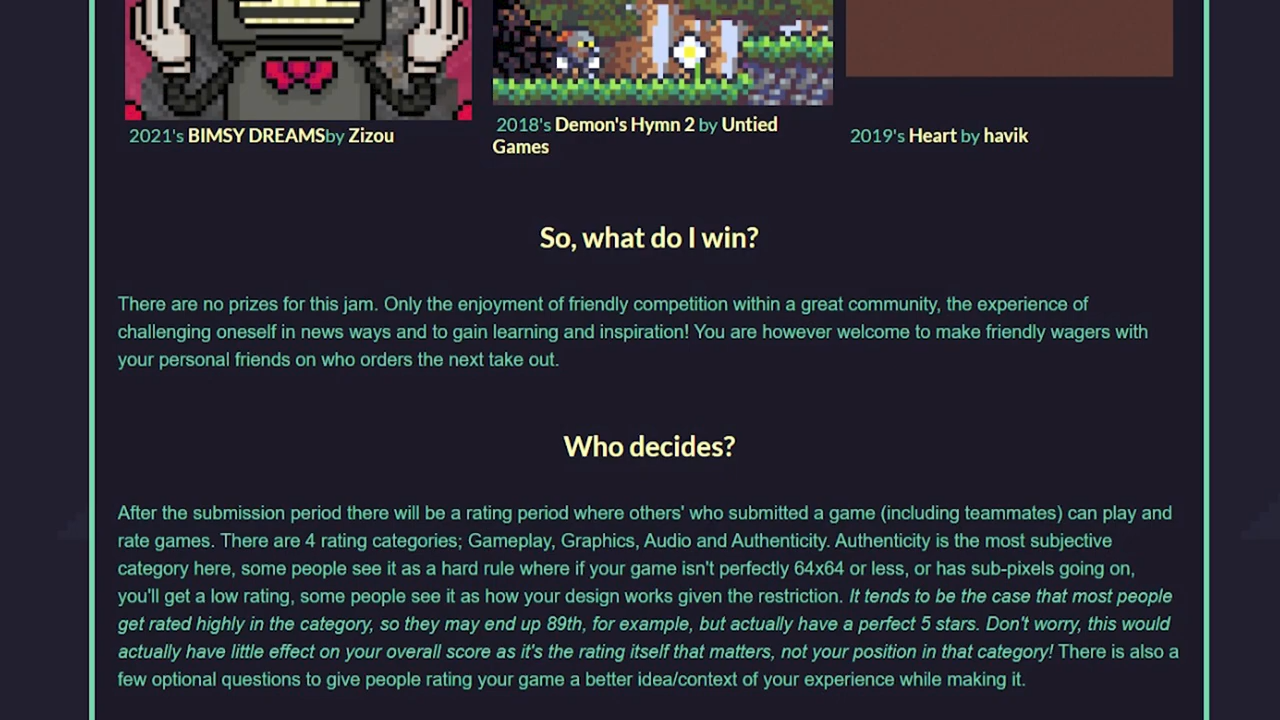 2021's BIMSY DREAMSby Zizou
2018's Demon's Hymn 2 by Untied
Games
2019's Heart by havik
So, what do I win?
There are no prizes for this jam. Only the enjoyment of friendly competition within a great community, the experience of
challenging oneself in news ways and to gain learning and inspiration! You are however welcome to make friendly wagers with
your personal friends on who orders the next take out.
Who decides?
After the submission period there will be a rating period where others' who submitted a game (including teammates) can play and
rate games. There are 4 rating categories; Gameplay, Graphics, Audio and Authenticity. Authenticity is the most subjective
category here, some people see it as a hard rule where if your game isn't perfectly 64x64 or less, or has sub-pixels going on,
you'll get a low rating, some people see it as how your design works given the restriction. It tends to be the case that most people
get rated highly in the category, so they may end up 89th, for example, but actually have a perfect 5 stars. Don't worry, this would
actually have little effect on your overall score as it's the rating itself that matters, not your position in that category! There is also a
few optional questions to give people rating your game a better idea/context of your experience while making it.